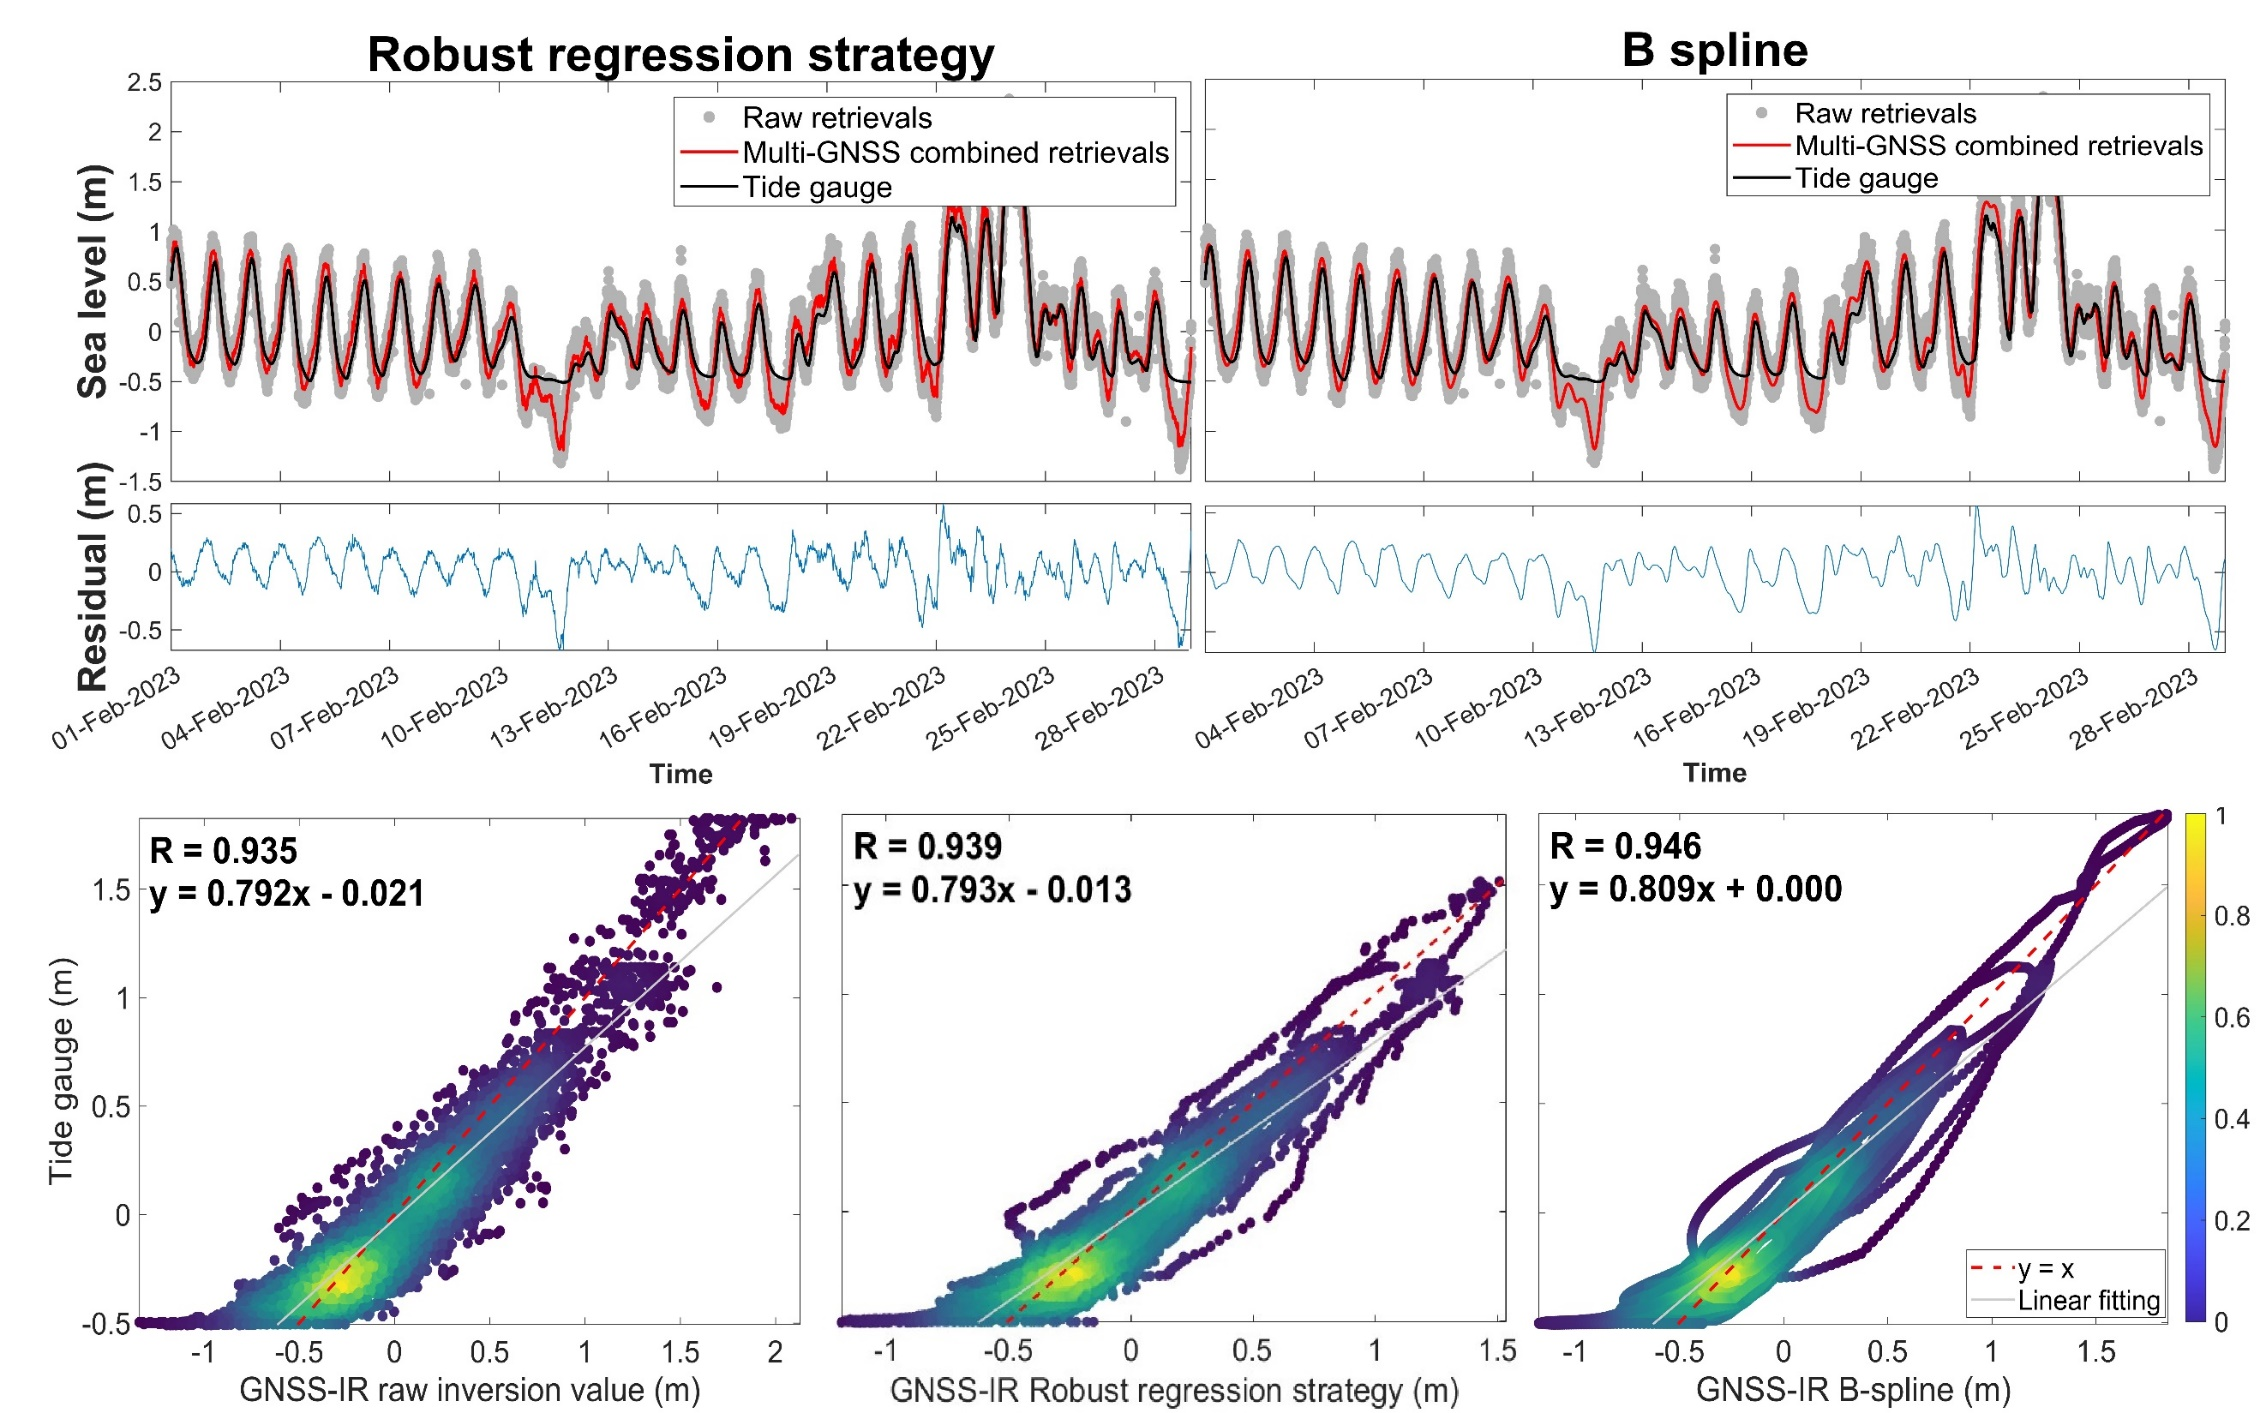 Robust regression strategy
B spline
Raw retrievals
Multi-GNSS combined retrievals
Tide gauge
Raw retrievals
Multi-GNSS combined retrievals
Tide gauge
Sea level (m)
2.5
2
1.5
1
0.5
0
-0.5
-1
-1.5
Residual (m)
0.5
0
-0.5
01-Feb-2023
04-Feb-2023
07-Feb-2023
10-Feb-2023
13-Feb-2023
16-Feb-2023
19-Feb-2023
22-Feb-2023
25-Feb-2023
28-Feb-2023
Time
04-Feb-2023
07-Feb-2023
10-Feb-2023
13-Feb-2023
16-Feb-2023
19-Feb-2023
22-Feb-2023
25-Feb-2023
28-Feb-2023
Time
R = 0.935
y = 0.792x - 0.021
Tide gauge (m)
1.5
1
0.5
0
-0.5
-1 -0.5 0 0.5 1 1.5 2
GNSS-IR raw inversion value (m)
R = 0.939
y = 0.793x - 0.013
-1 -0.5 0 0.5 1 1.5
GNSS-IR Robust regression strategy (m)
R = 0.946
y = 0.809x + 0.000
y = x
Linear fitting
-1 -0.5 0 0.5 1 1.5
GNSS-IR B-spline (m)
1
0.8
0.6
0.4
0.2
0